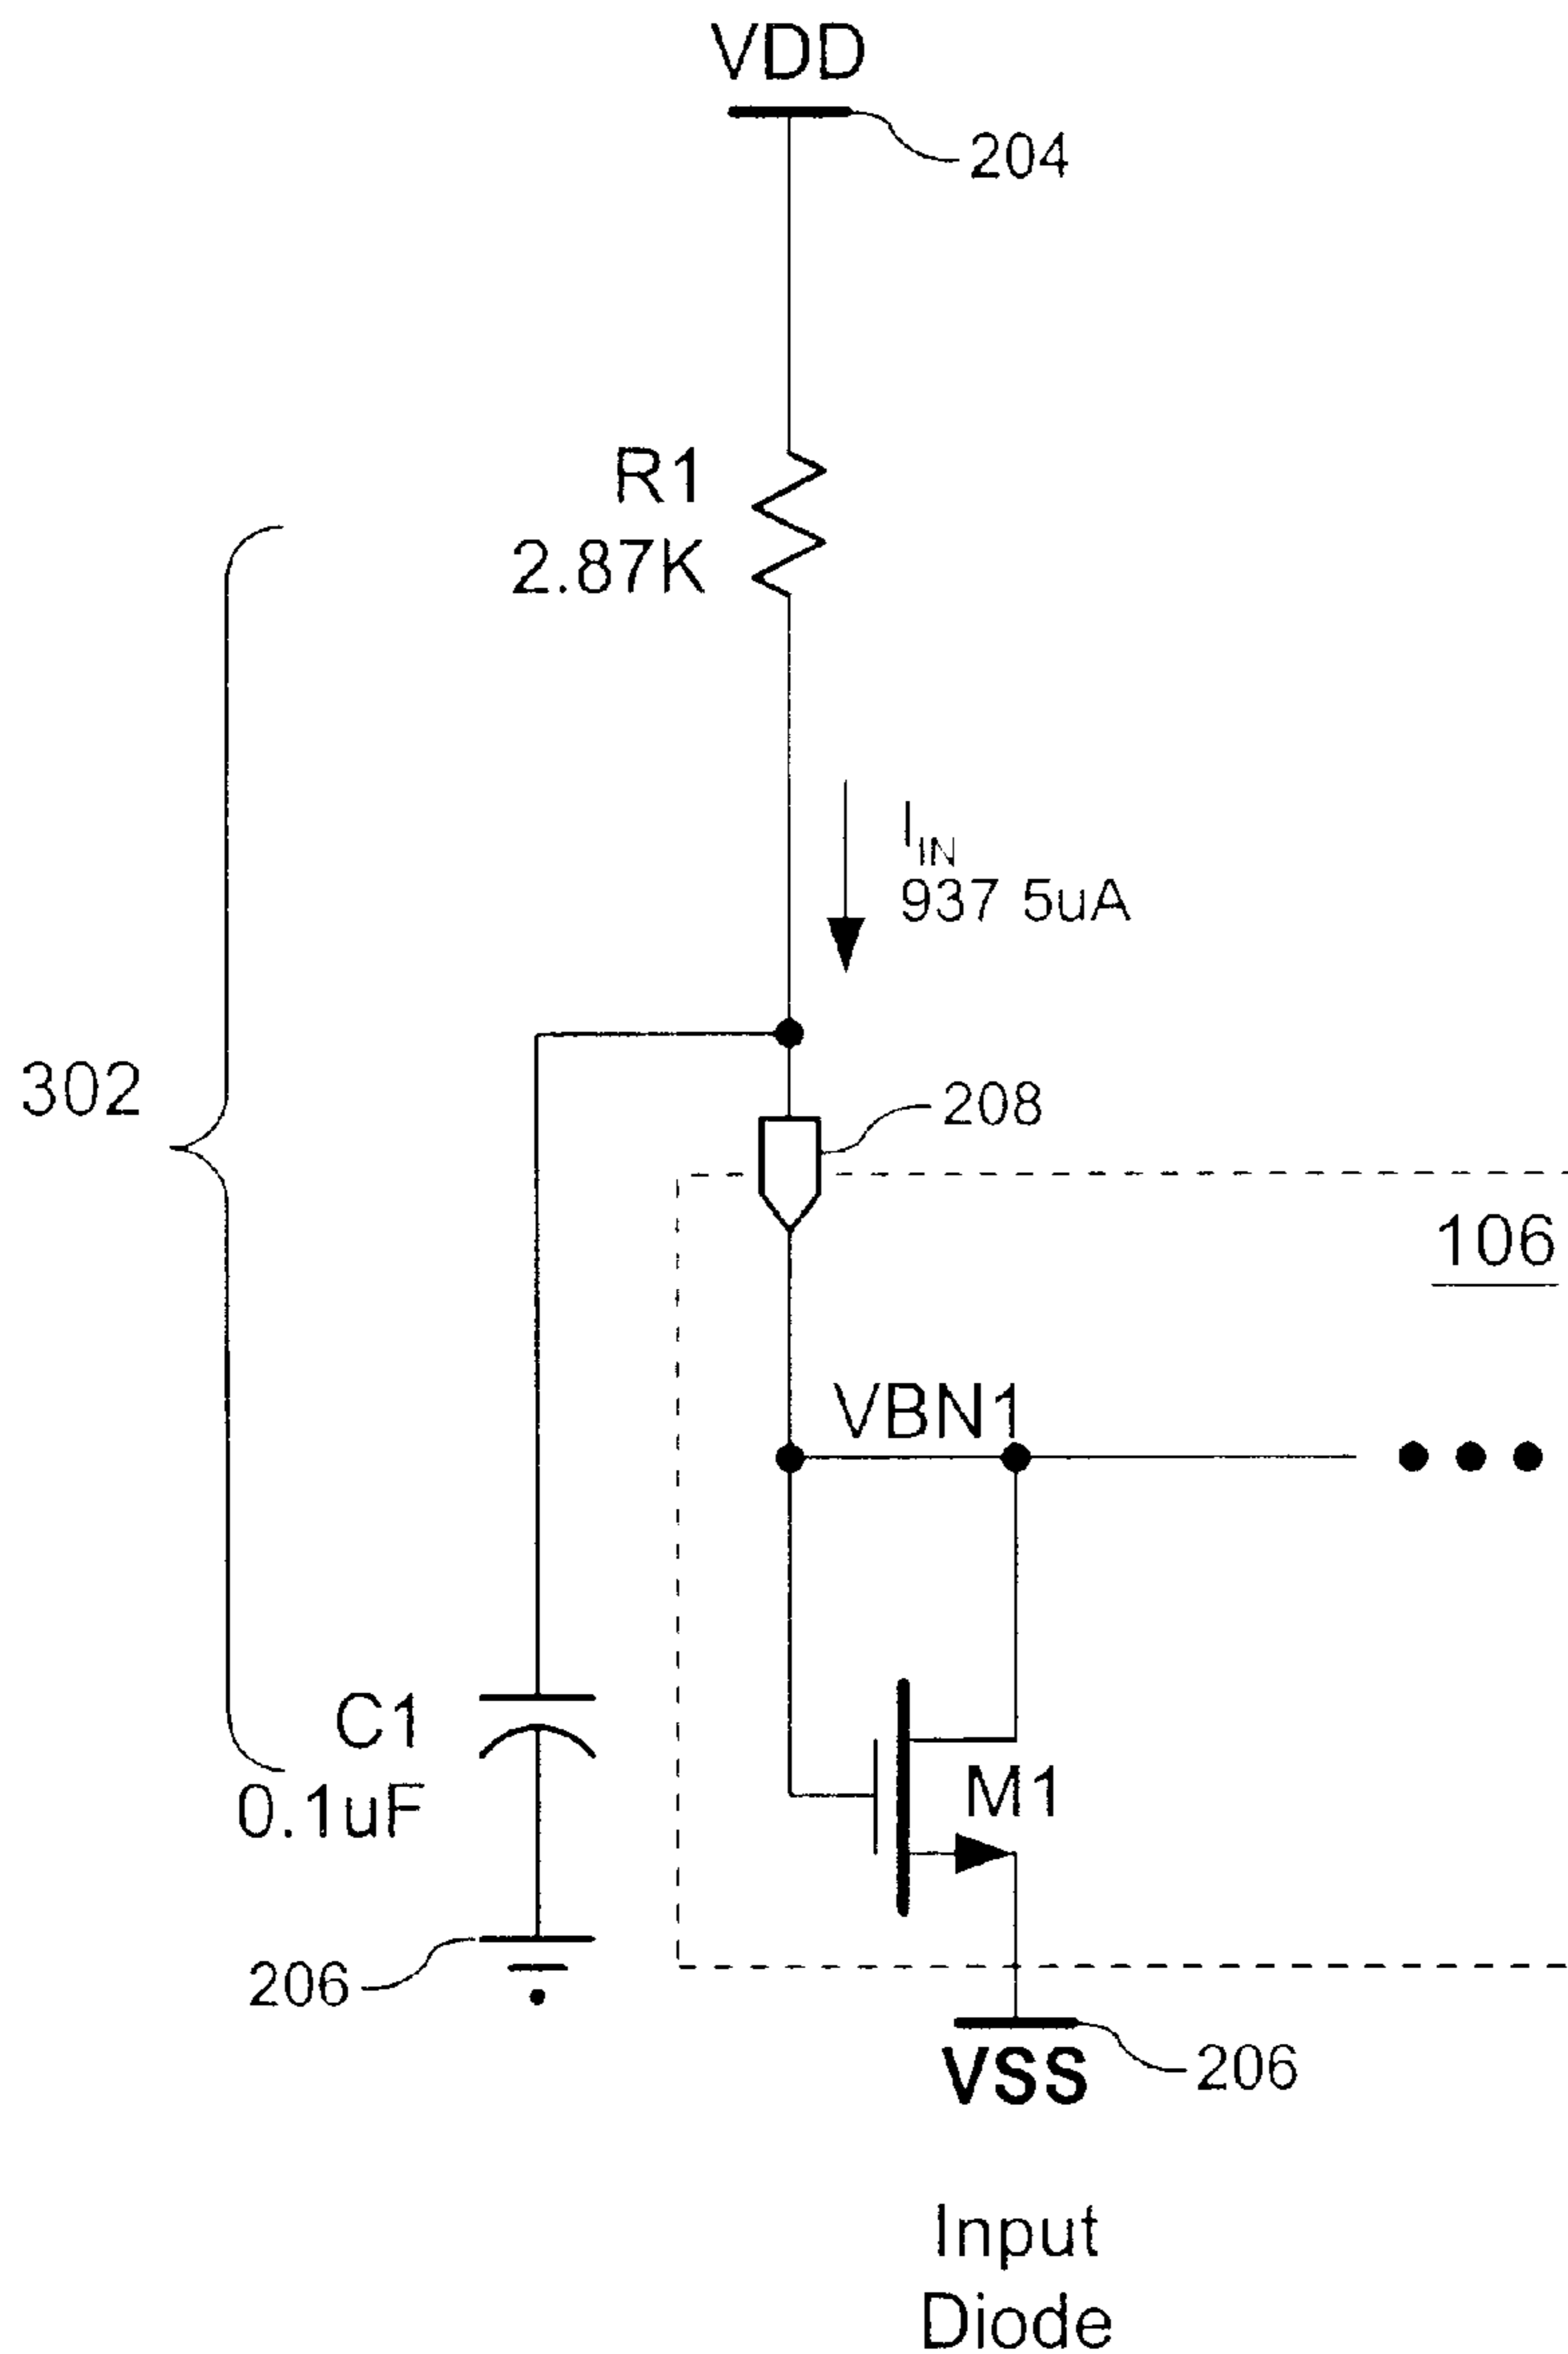 VDD
204
R1
2.87K
IIN
937 5uA
302
208
106
VBN1
C1
0.1uF
M1
206
VSS
206
Input
Diode